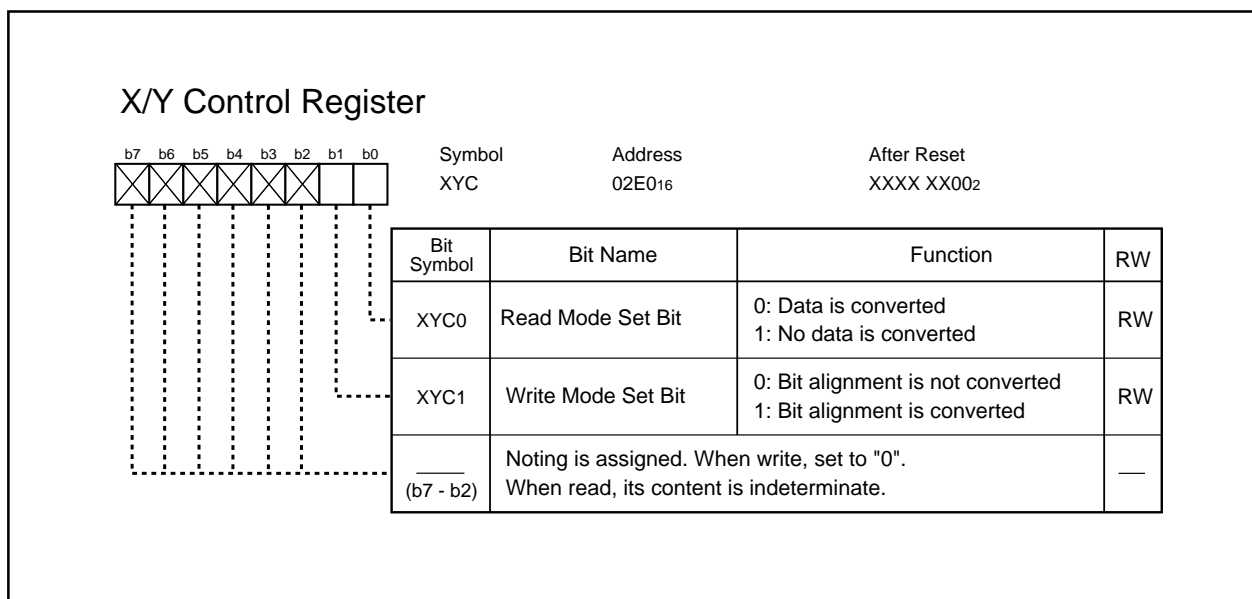 X/Y Control Register
b7 b6 b5 b4 b3 b2 b1 b0
Symbol Address After Reset
XYC 02E016 XXXX XX002
Bit Symbol Bit Name Function RW
XYC0 Read Mode Set Bit 0: Data is converted
1: No data is converted RW
XYC1 Write Mode Set Bit 0: Bit alignment is not converted
1: Bit alignment is converted RW
(b7 - b2) Noting is assigned. When write, set to "0".
When read, its content is indeterminate.